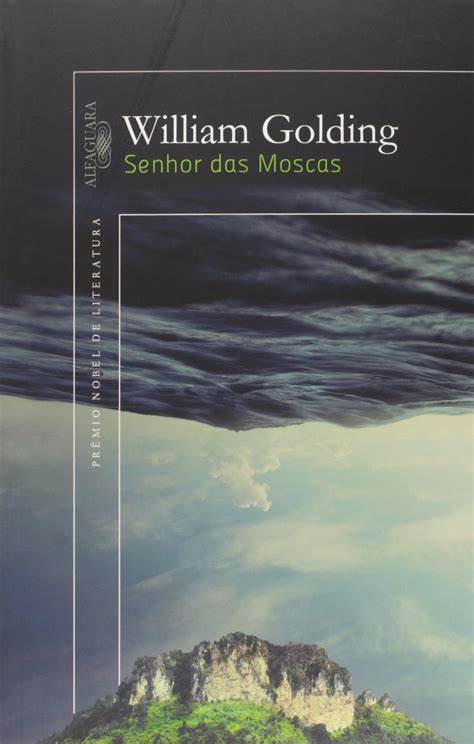 William Golding
Senhor das Moscas
ALFAGUARA
PRÊMIO NOBEL DE LITERATURA